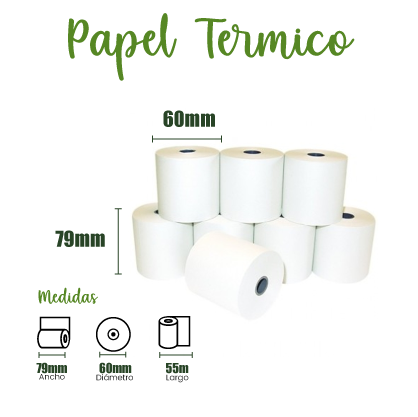 Papel Termico
60mm
79mm
Medidas
79mm 60mm 55m
Ancho Diámetro Largo